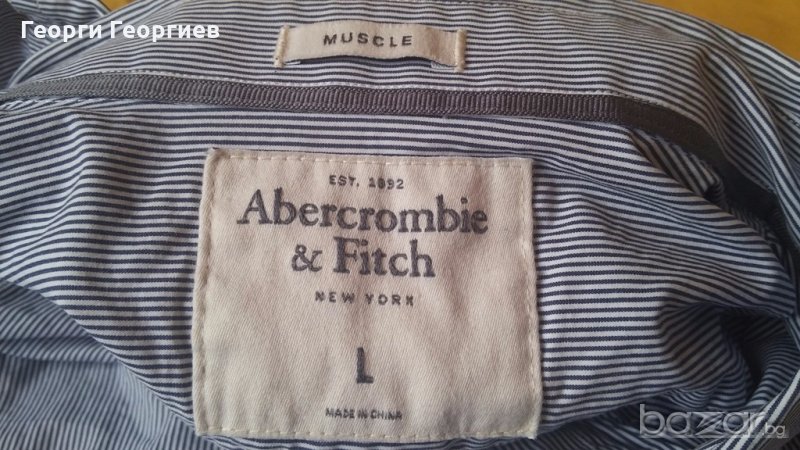 Георги Георгиев
MUSCLE
EST. 1892
Abercrombie
& Fitch
NEW YORK
L
MADE IN CHINA
bazar.bg